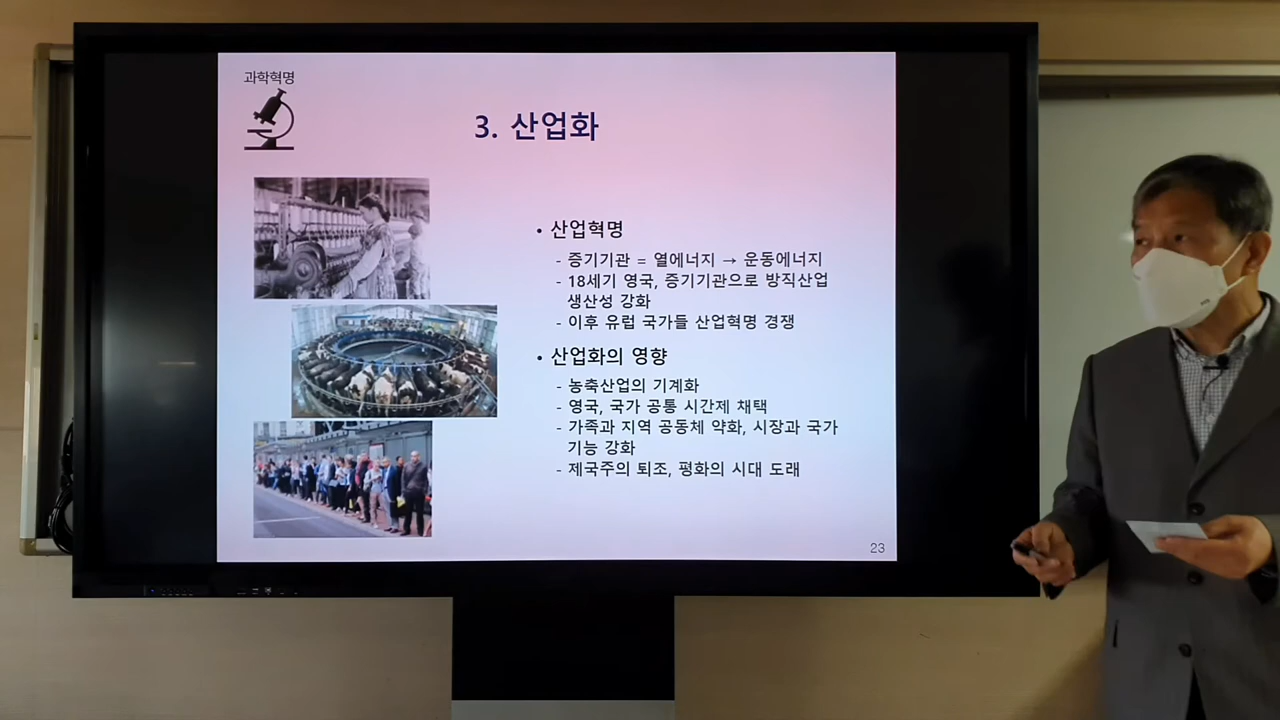 과학혁명
3. 산업화
• 산업혁명
- 증기기관 = 열에너지 → 운동에너지
- 18세기 영국, 증기기관으로 방직산업
생산성 강화
- 이후 유럽 국가들 산업혁명 경쟁
• 산업화의 영향
- 농축산업의 기계화
- 영국, 국가 공통 시간제 채택
- 가족과 지역 공동체 약화, 시장과 국가
기능 강화
- 제국주의 퇴조, 평화의 시대 도래
23